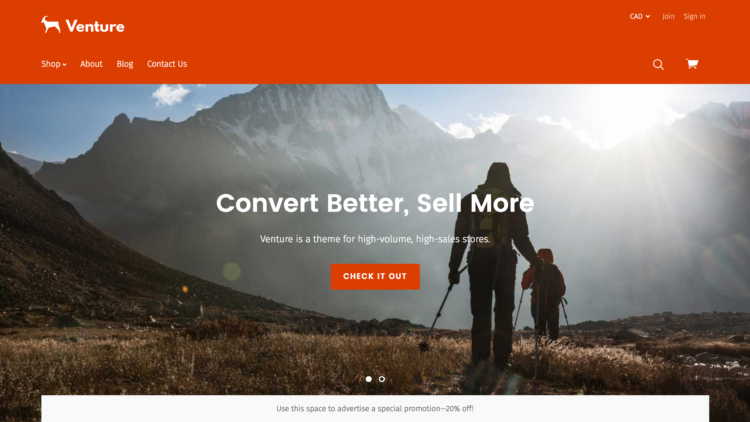 Venture
CAD
Join
Sign in
Shop
About
Blog
Contact Us
Convert Better, Sell More
Venture is a theme for high-volume, high-sales stores.
CHECK IT OUT
Use this space to advertise a special promotion—20% off!